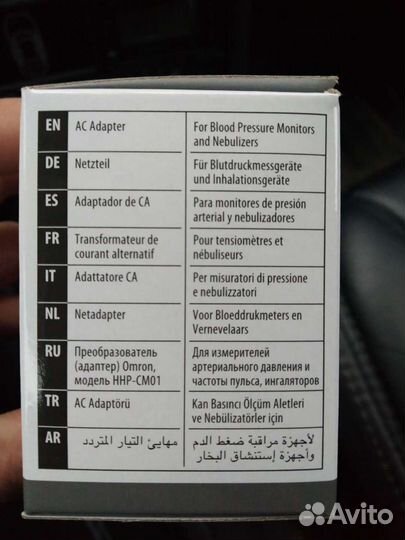 EN AC Adapter For Blood Pressure Monitors
and Nebulizers
DE Netzteil Für Blutdruckmessgeräte
und Inhalationsgeräte
ES Adaptador de CA Para monitores de presión
arterial y nebulizadores
FR Transformateur de Pour tensiomètres et
courant alternatif nébuliseurs
IT Adattatore CA Per misuratori di pressione
e nebulizzatori
NL Netadapter Voor Bloeddrukmeters en
Vernevelaars
RU Преобразователь Для измерителей
(адаптер) Omron, артериального давления и
модель HHP-CM01 частоты пульса, ингаляторов
TR AC Adaptörü Kan Basıncı Ölçüm Aletleri
ve Nebülizatörler için
AR مهايئ التيار المتردد لأجهزة مراقبة ضغط الدم
وأجهزة إستنشاق البخار
Avito